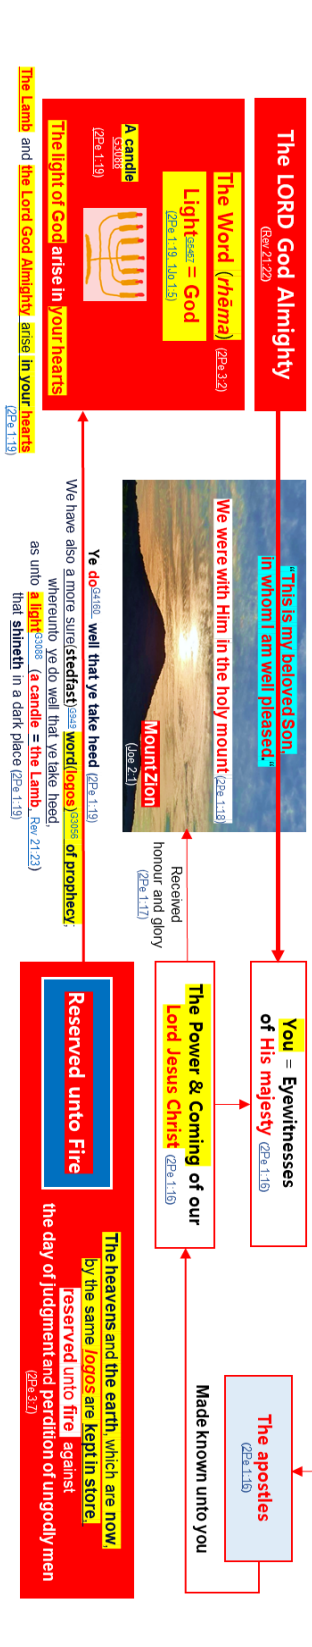 The LORD God Almighty
(Rev 21:22)
The Word (rhēma) (2Pe 3:2)
Light G5457 = God
(2Pe 1:19, 1Jo 1:5)
A candle
G3088
(2Pe 1:19)
The light of God arise in your hearts
The Lamb and the Lord God Almighty arise in your hearts
(2Pe 1:19)
"This is my beloved Son,
in whom I am well pleased."
We were with Him in the holy mount (2Pe 1:18)
Mount Zion
(Joe 2:1)
Ye do G4160 well that ye take heed (2Pe 1:19)
We have also a more sure(stedfast) G949 word(logos) G3056 of prophecy;
whereunto ye do well that ye take heed,
as unto a light G3088 (a candle = the Lamb, Rev 21:23)
that shineth in a dark place (2Pe 1:19)
Received
honour and glory
(2Pe 1:17)
You = Eyewitnesses
of His majesty (2Pe 1:16)
The Power & Coming of our
Lord Jesus Christ (2Pe 1:16)
The apostles
(2Pe 1:16)
Made known unto you
Reserved unto Fire
The heavens and the earth, which are now,
by the same logos are kept in store,
reserved unto fire against
the day of judgment and perdition of ungodly men
(2Pe 3:7)